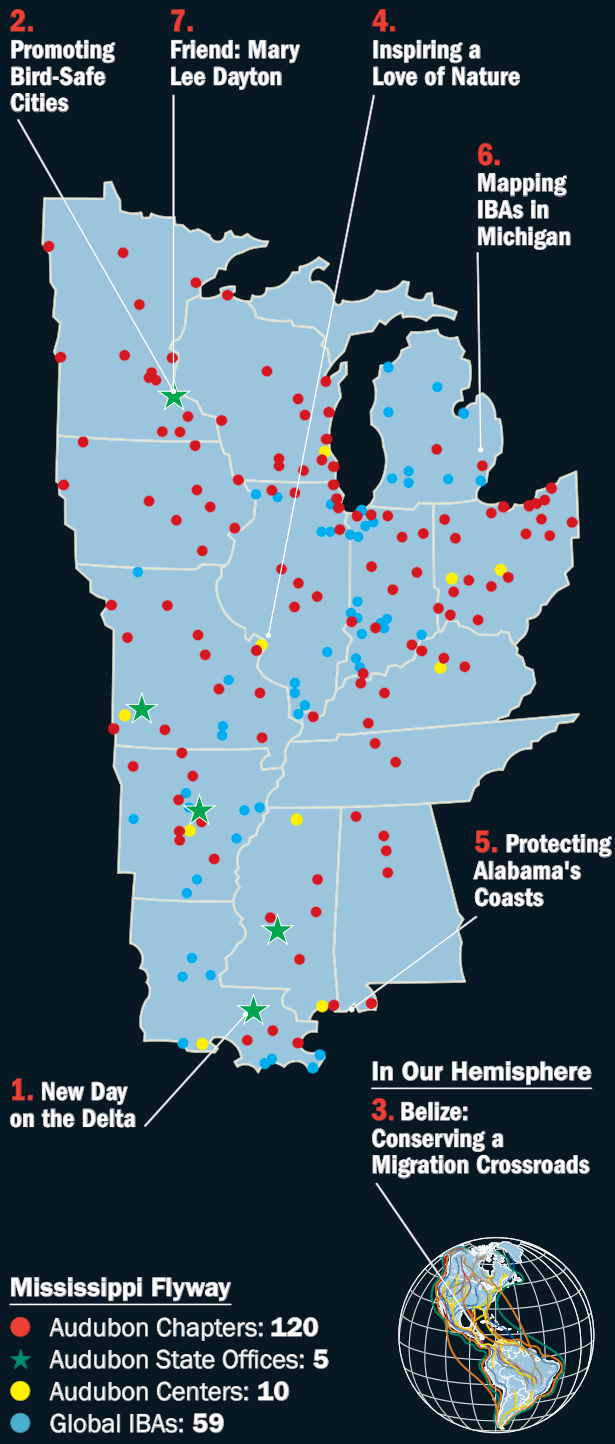 2.
Promoting
Bird-Safe
Cities
7.
Friend: Mary
Lee Dayton
4.
Inspiring a
Love of Nature
6.
Mapping
IBAs in
Michigan
5. Protecting
Alabama's
Coasts
1. New Day
on the Delta
In Our Hemisphere
3. Belize:
Conserving a
Migration Crossroads
Mississippi Flyway
Audubon Chapters: 120
Audubon State Offices: 5
Audubon Centers: 10
Global IBAs: 59